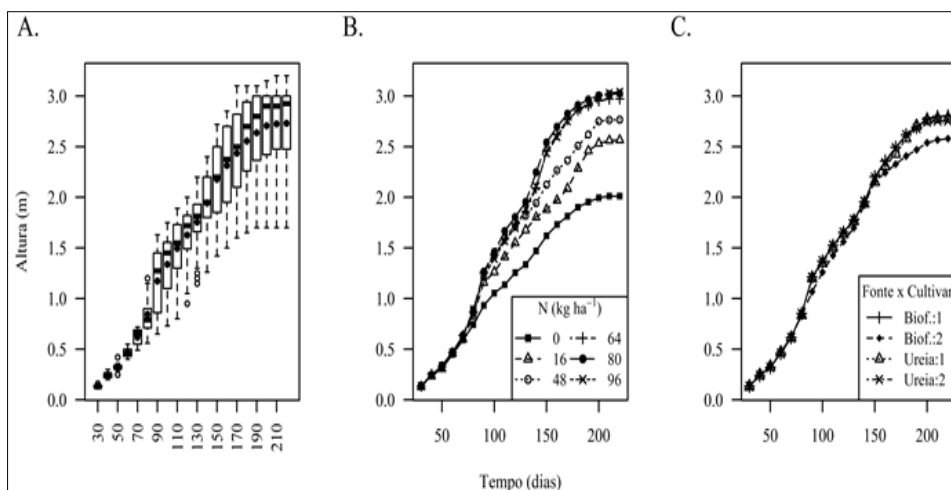 A.
B.
C.
Altura (m)
3.0
2.5
2.0
1.5
1.0
0.5
0.0
30
50
70
90
110
130
150
170
190
210
3.0
2.5
2.0
1.5
1.0
0.5
0.0
N (kg ha⁻¹)
0 64
16 80
48 96
50 100 150 200
3.0
2.5
2.0
1.5
1.0
0.5
0.0
Fonte x Cultivar
Biof.:1
Biof.:2
Ureia:1
Ureia:2
50 100 150 200
Tempo (dias)